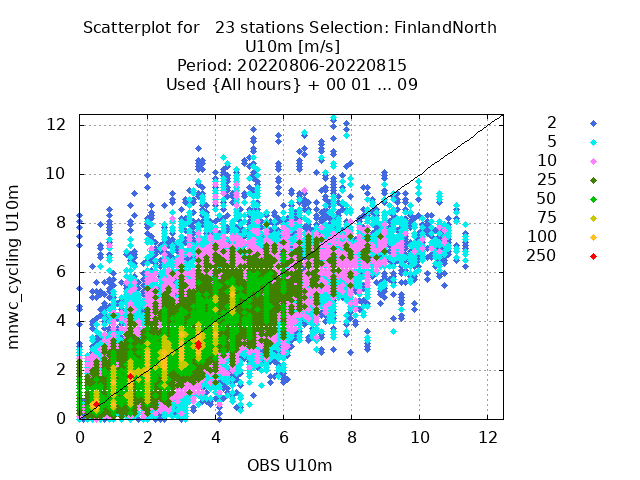 Scatterplot for 23 stations Selection: FinlandNorth
U10m [m/s]
Period: 20220806-20220815
Used {All hours} + 00 01 ... 09
mnwc_cycling U10m
12
10
8
6
4
2
0
0 2 4 6 8 10 12
OBS U10m
2
5
10
25
50
75
100
250